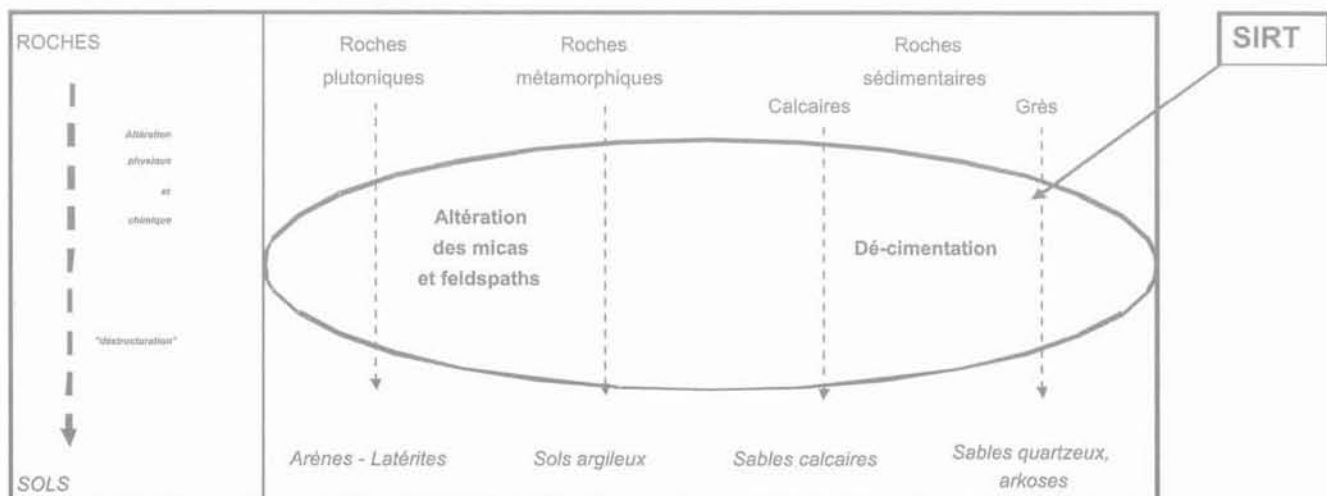 ROCHES
Altération
physique
et
chimique
"déstructuration"
SOLS
Roches
plutoniques
Roches
métamorphiques
Roches
sédimentaires
Calcaires
Grès
SIRT
Altération
des micas
et feldspaths
Dé-cimentation
Arènes - Latérites
Sols argileux
Sables calcaires
Sables quartzeux,
arkoses